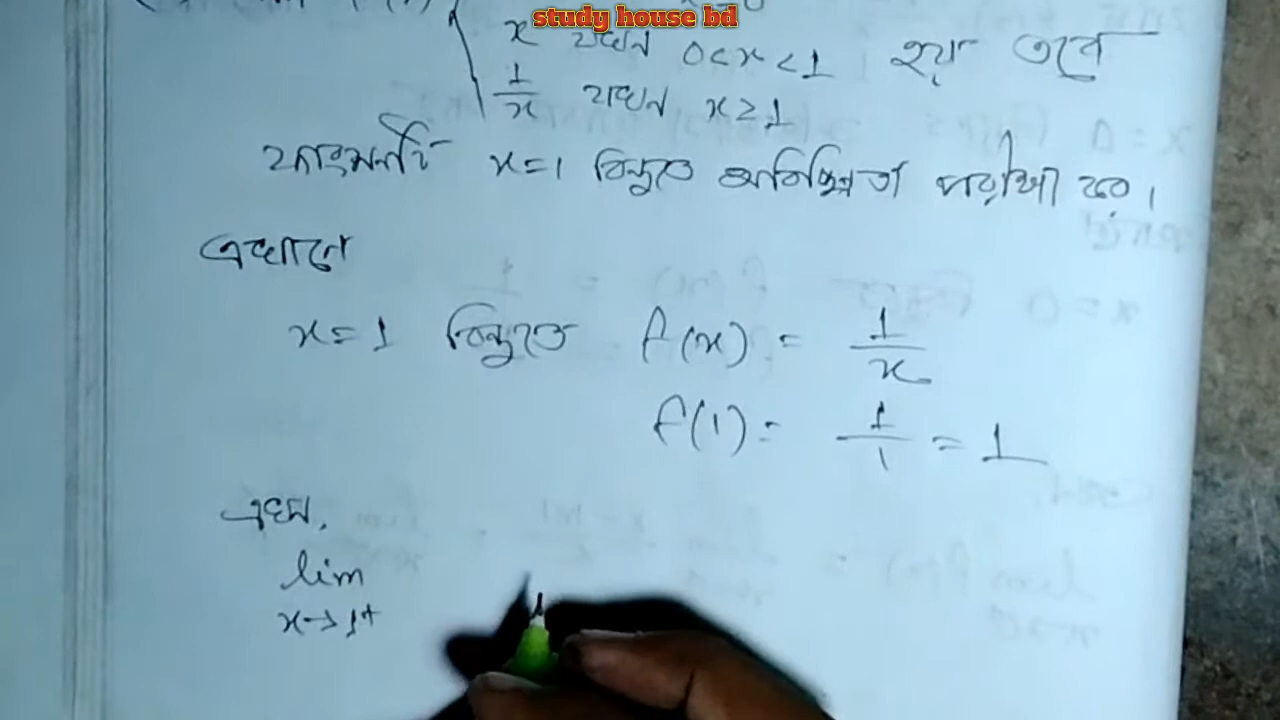 study house bd
x যখন 0<x<1 হয় তবে
1/x যখন x≥1
ফাংশনটি x=1 বিন্দুতে অবিচ্ছিন্নতা পরীক্ষা কর।
এখানে
x=1 বিন্দুতে f(x) = 1/x
f(1) = 1/1 = 1
এখন,
lim
x→1+